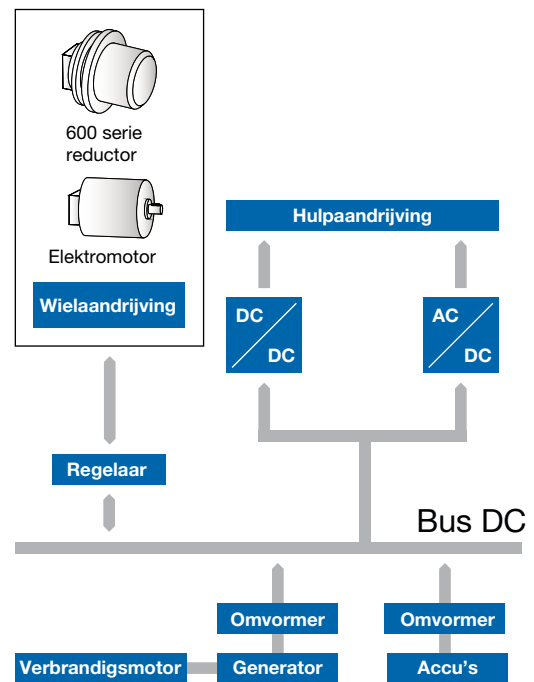 600 serie
reductor
Elektromotor
Wielaandrijving
Hulpaandrijving
DC
DC
AC
DC
Regelaar
Bus DC
Omvormer
Omvormer
Verbrandigsmotor
Generator
Accu's